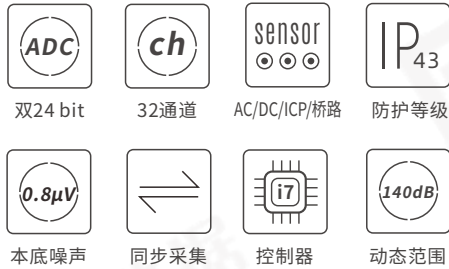 ADC
ch
sensor
IP43
双24 bit
32通道
AC/DC/ICP/桥路
防护等级
0.8μV
i7
140dB
本底噪声
同步采集
控制器
动态范围